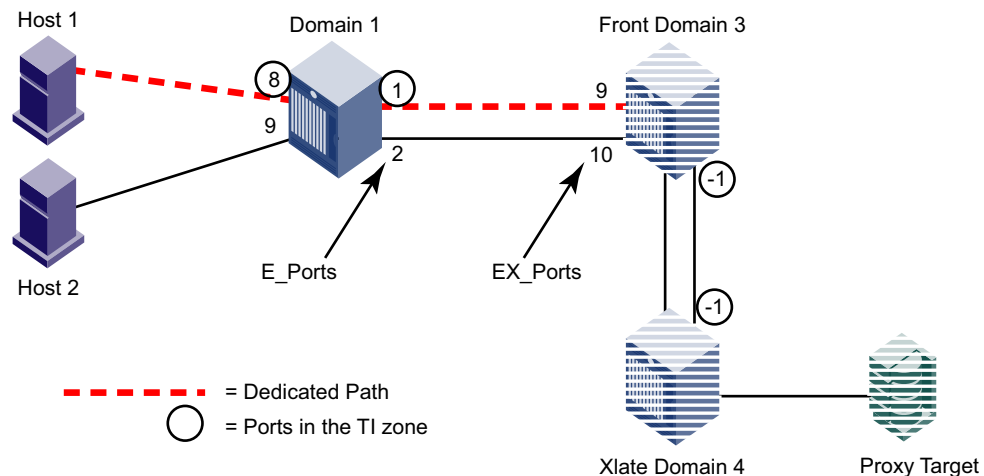 Host 1
Domain 1
Front Domain 3
8
1
9
9
2
10
-1
E_Ports
EX_Ports
Host 2
-1
= Dedicated Path
= Ports in the TI zone
Xlate Domain 4
Proxy Target